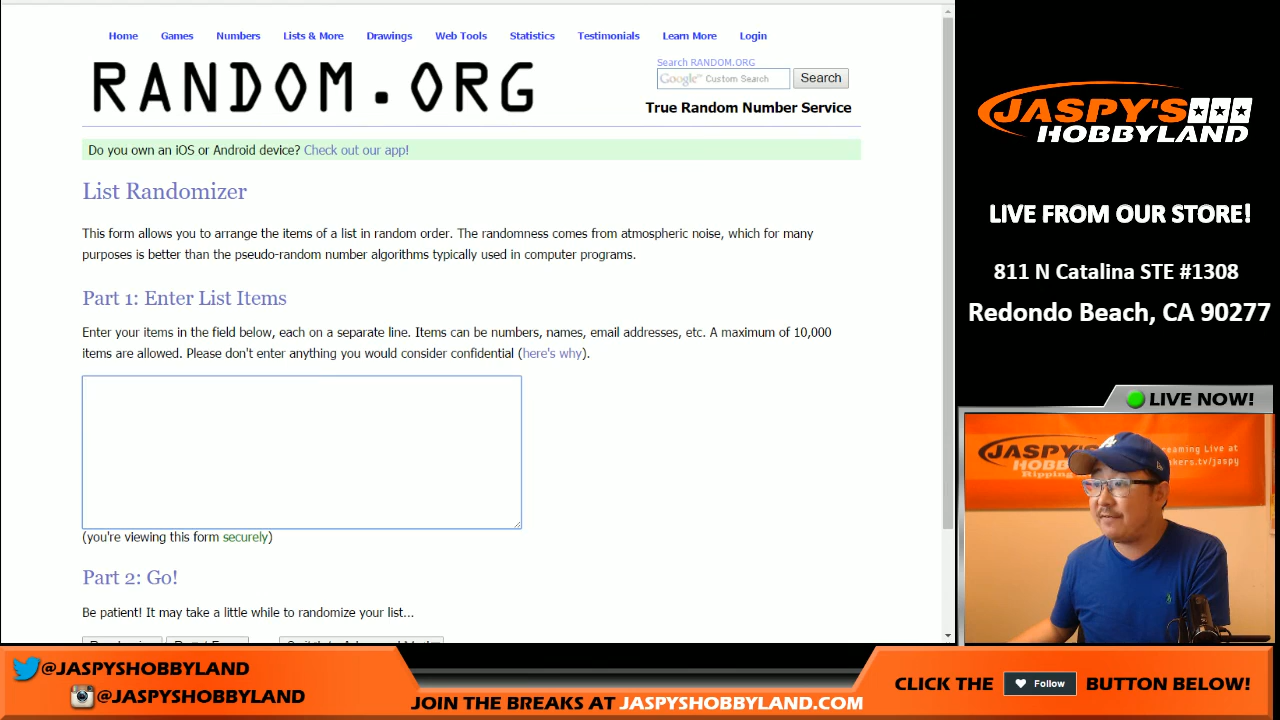 Home Games Numbers Lists & More Drawings Web Tools Statistics Testimonials Learn More Login
RANDOM.ORG
Search RANDOM.ORG
Google™ Custom Search
Search
True Random Number Service
Do you own an iOS or Android device? Check out our app!
List Randomizer
This form allows you to arrange the items of a list in random order. The randomness comes from atmospheric noise, which for many
purposes is better than the pseudo-random number algorithms typically used in computer programs.
Part 1: Enter List Items
Enter your items in the field below, each on a separate line. Items can be numbers, names, email addresses, etc. A maximum of 10,000
items are allowed. Please don't enter anything you would consider confidential (here's why).
(you're viewing this form securely)
Part 2: Go!
Be patient! It may take a little while to randomize your list...
JASPY'S
HOBBYLAND
LIVE FROM OUR STORE!
811 N Catalina STE #1308
Redondo Beach, CA 90277
LIVE NOW!
JASPY'S
Ripping
@JASPYSHOBBYLAND
@JASPYSHOBBYLAND
JOIN THE BREAKS AT JASPYSHOBBYLAND.COM
CLICK THE Follow BUTTON BELOW!